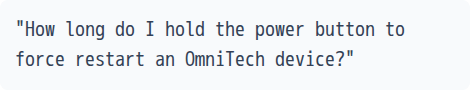 "How long do I hold the power button to
force restart an OmniTech device?"